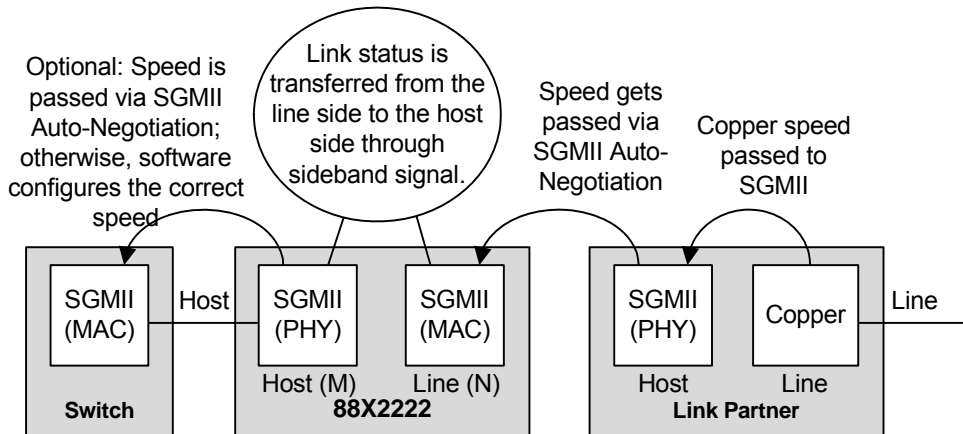 Optional: Speed is
passed via SGMII
Auto-Negotiation;
otherwise, software
configures the correct
speed
Link status is
transferred from the
line side to the host
side through
sideband signal.
Speed gets
passed via
SGMII Auto-
Negotiation
Copper speed
passed to
SGMII
SGMII
(MAC)
Host
SGMII
(PHY)
SGMII
(MAC)
SGMII
(PHY)
Copper
Line
Host (M)
Line (N)
Host
Line
Switch
88X2222
Link Partner